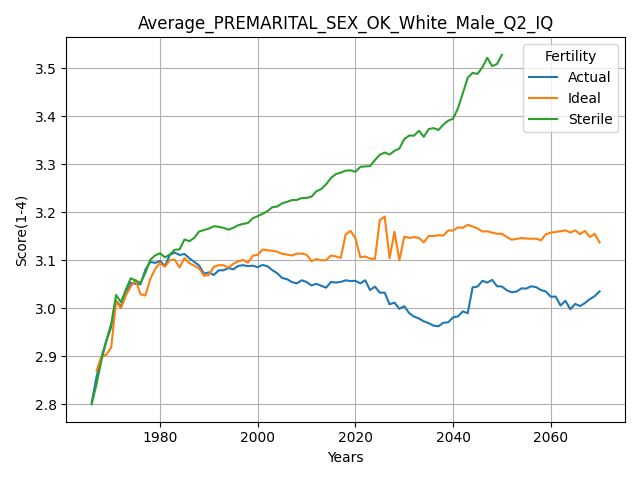 Average_PREMARITAL_SEX_OK_White_Male_Q2_IQ
Score(1-4)
3.5
3.4
3.3
3.2
3.1
3.0
2.9
2.8
Fertility
Actual
Ideal
Sterile
1980 2000 2020 2040 2060
Years